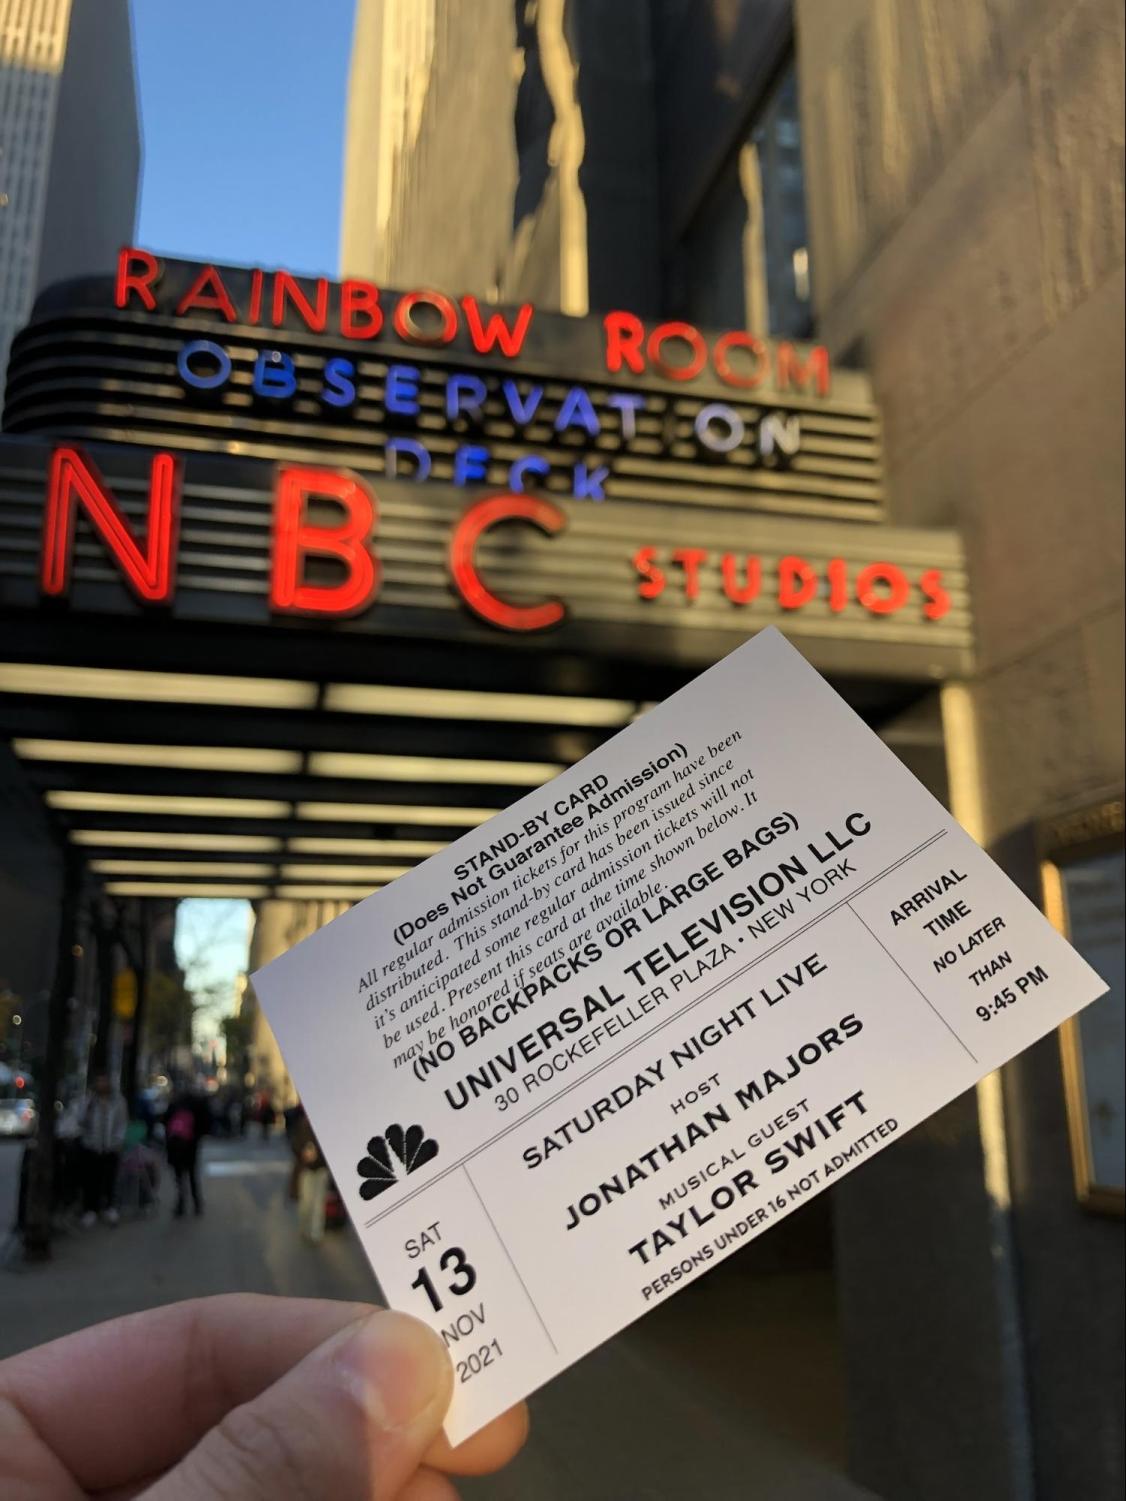 RAINBOW ROOM
OBSERVAT ON
DECK
NBC STUDIOS
STAND-BY CARD
(Does Not Guarantee Admission)
All regular admission tickets for this program have been
distributed. This stand-by card has been issued since
it's anticipated some regular admission tickets will not
be used. Present this card at the time shown below. It
may be honored if seats are available.
(NO BACKPACKS OR LARGE BAGS)
UNIVERSAL TELEVISION LLC
30 ROCKEFELLER PLAZA • NEW YORK
SAT
13
NOV
2021
SATURDAY NIGHT LIVE
HOST
JONATHAN MAJORS
MUSICAL GUEST
TAYLOR SWIFT
PERSONS UNDER 16 NOT ADMITTED
ARRIVAL
TIME
NO LATER
THAN
9:45 PM